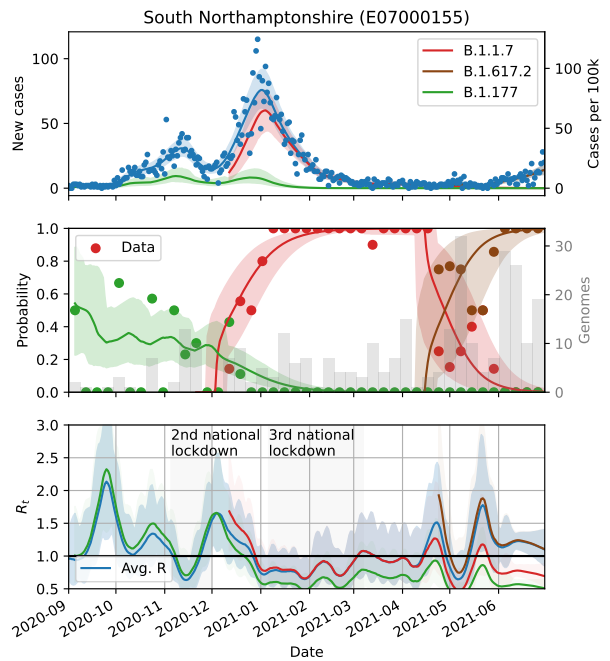 South Northamptonshire (E07000155)
100
50
0
New cases
B.1.1.7
B.1.617.2
B.1.177
100
50
0
Cases per 100k
1.0
0.8
0.6
0.4
0.2
0.0
Probability
Data
30
20
10
0
Genomes
3.0
2.5
2.0
1.5
1.0
0.5
Rt
2nd national
lockdown
3rd national
lockdown
Avg. R
2020-09
2020-10
2020-11
2020-12
2021-01
2021-02
2021-03
2021-04
2021-05
2021-06
Date